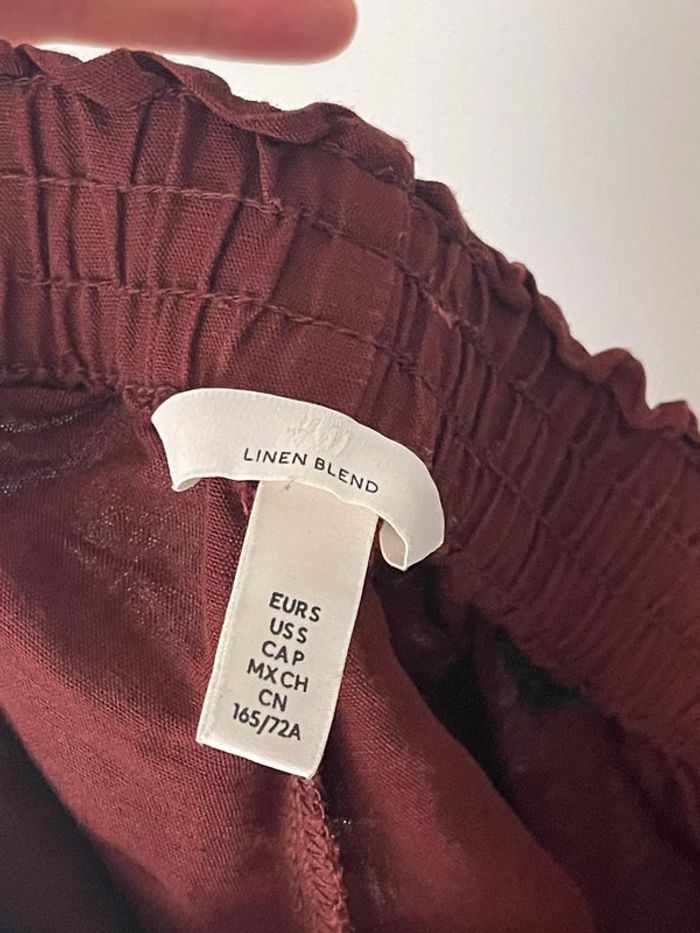 LINEN BLEND
EUR S
US S
CA P
MX CH
CN
165/72A